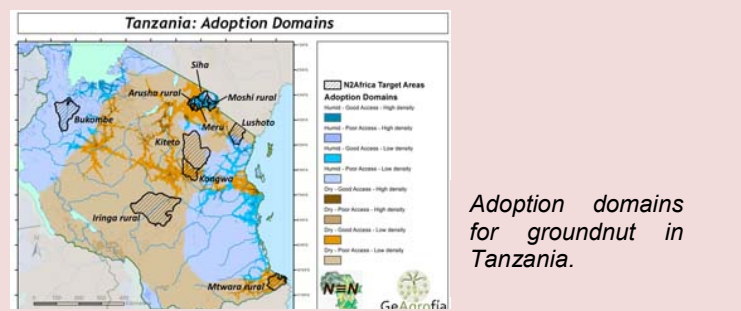 Tanzania: Adoption Domains
Siha
Arusha rural
Moshi rural
Meru
Lushoto
Bukombe
Kiteto
Kongwa
Iringa rural
Mtwara rural
N2Africa Target Areas
Adoption Domains
Humid - Good Access - High density
Humid - Poor Access - High density
Humid - Good Access - Low density
Humid - Poor Access - Low density
Dry - Good Access - High density
Dry - Poor Access - High density
Dry - Good Access - Low density
Dry - Poor Access - Low density
GeAgrofia
Adoption domains
for groundnut in
Tanzania.